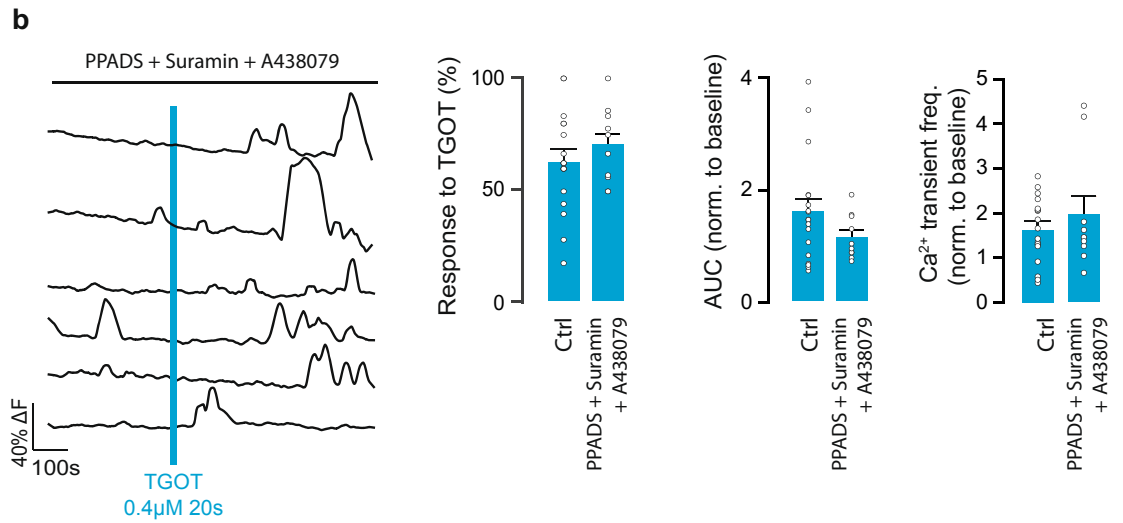 b
PPADS + Suramin + A438079
40% ΔF
100s
TGOT
0.4μM 20s
Response to TGOT (%)
100
50
0
Ctrl
PPADS + Suramin
+ A438079
AUC (norm. to baseline)
4
2
0
Ctrl
PPADS + Suramin
+ A438079
Ca²⁺ transient freq.
(norm. to baseline)
5
4
3
2
1
0
Ctrl
PPADS + Suramin
+ A438079